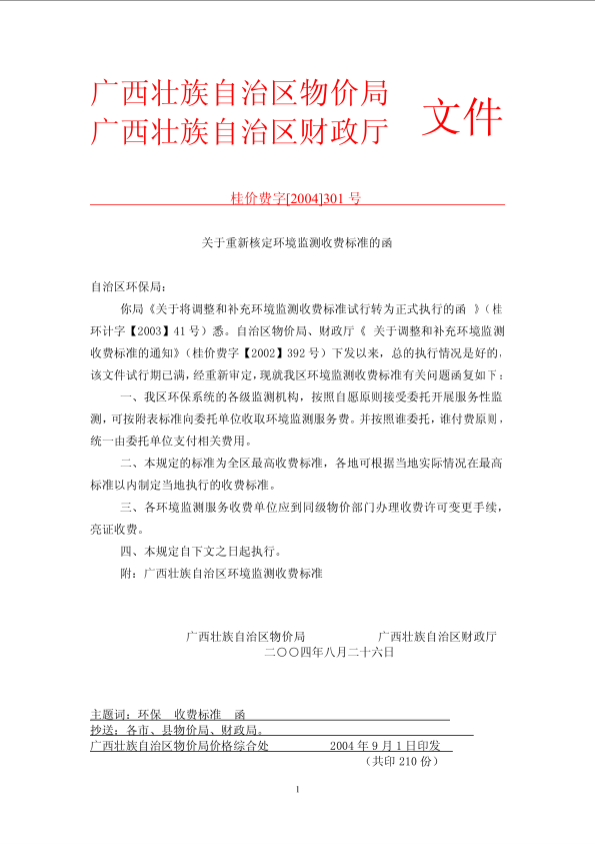 广西壮族自治区物价局
广西壮族自治区财政厅
文件
桂价费字[2004]301 号
关于重新核定环境监测收费标准的函
自治区环保局：
你局《关于将调整和补充环境监测收费标准试行转为正式执行的函 》（桂
环计字【2003】41 号）悉。自治区物价局、财政厅《 关于调整和补充环境监测
收费标准的通知》（桂价费字【2002】392 号）下发以来，总的执行情况是好的，
该文件试行期已满，经重新审定，现就我区环境监测收费标准有关问题函复如下：
一、我区环保系统的各级监测机构，按照自愿原则接受委托开展服务性监
测，可按附表标准向委托单位收取环境监测服务费。并按照谁委托，谁付费原则，
统一由委托单位支付相关费用。
二、本规定的标准为全区最高收费标准，各地可根据当地实际情况在最高
标准以内制定当地执行的收费标准。
三、各环境监测服务收费单位应到同级物价部门办理收费许可变更手续，
亮证收费。
四、本规定自下文之日起执行。
附：广西壮族自治区环境监测收费标准
广西壮族自治区物价局 广西壮族自治区财政厅
二〇〇四年八月二十六日
主题词：环保 收费标准 函
抄送：各市、县物价局、财政局。
广西壮族自治区物价局价格综合处 2004 年 9 月 1 日印发
（共印 210 份）
1